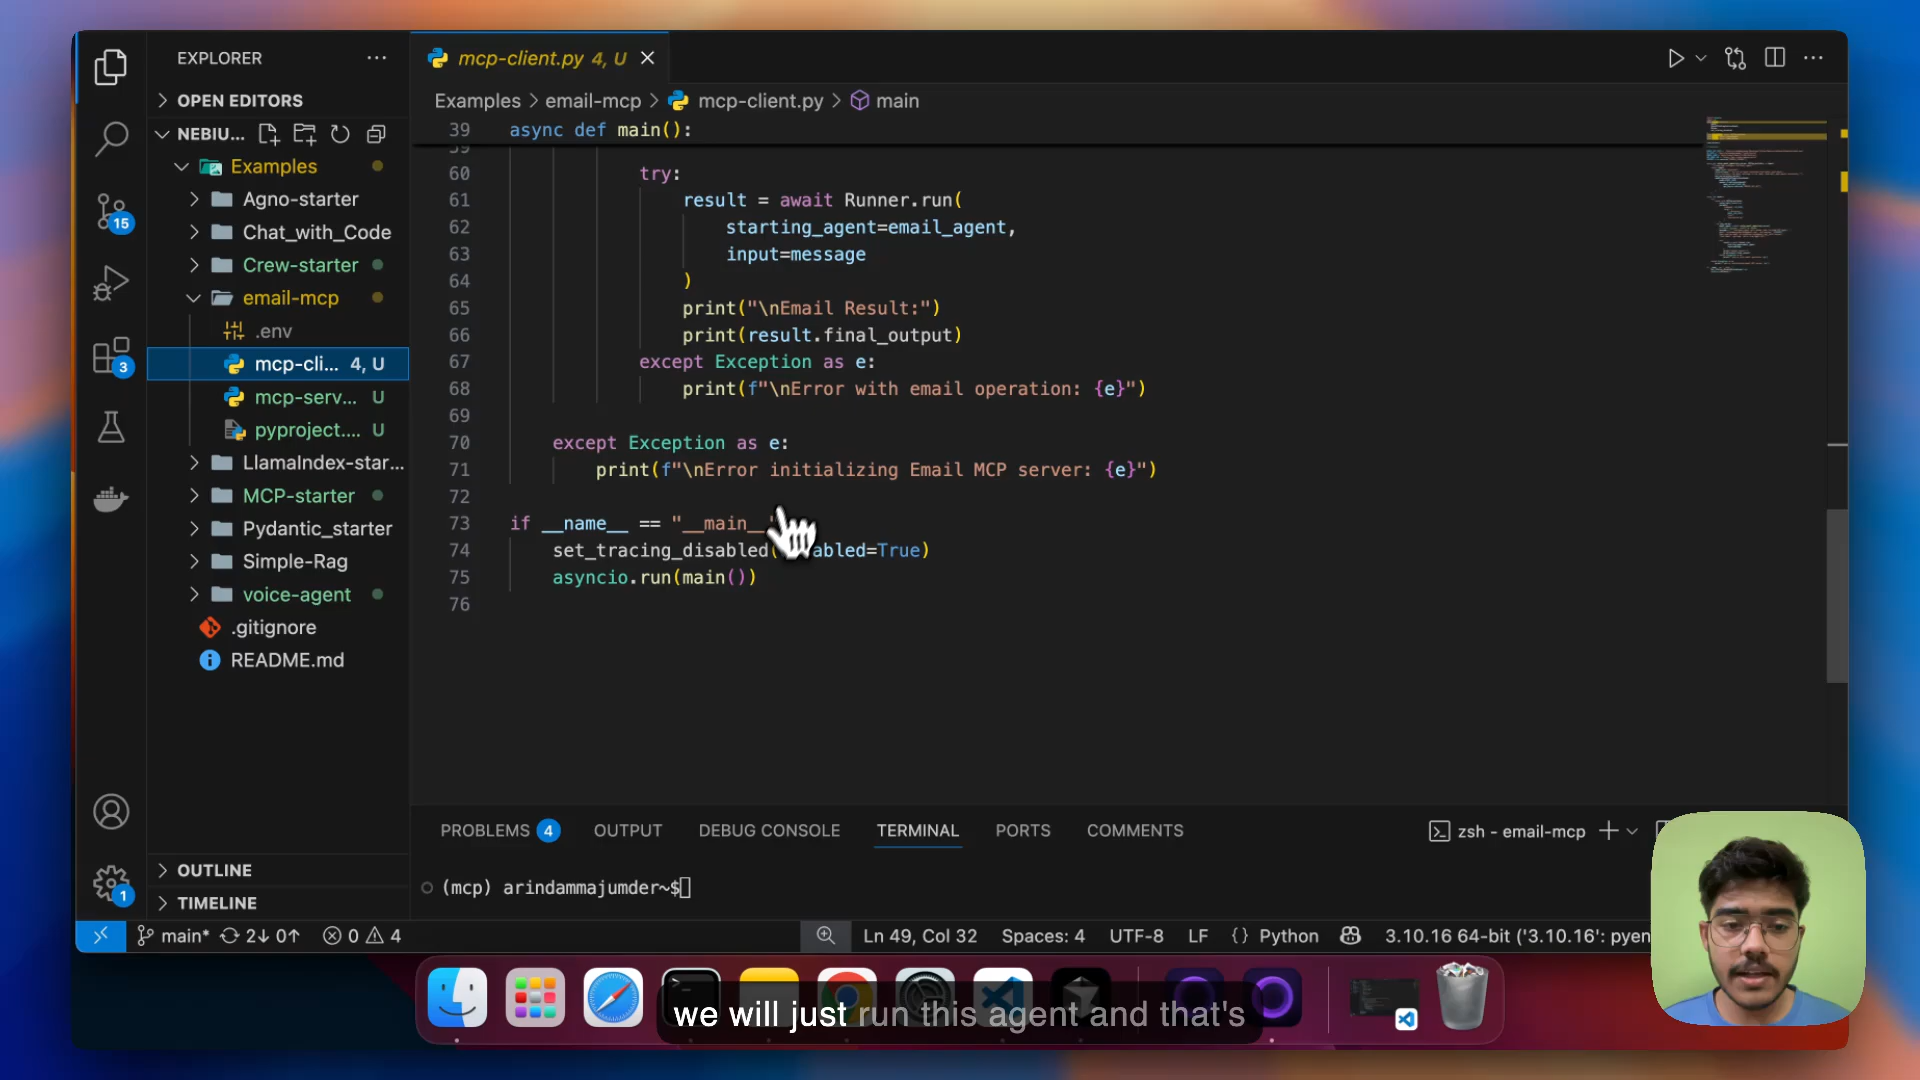 EXPLORER
OPEN EDITORS
NEBIU...
Examples
Agno-starter
Chat_with_Code
Crew-starter
email-mcp
.env
mcp-cli... 4, U
mcp-serv... U
pyproject.... U
LlamaIndex-star...
MCP-starter
Pydantic_starter
Simple-Rag
voice-agent
.gitignore
README.md
OUTLINE
TIMELINE
15
3
1
mcp-client.py 4, U
Examples > email-mcp > mcp-client.py > main
39 async def main():
60 try:
61 result = await Runner.run(
62 starting_agent=email_agent,
63 input=message
64 )
65 print("\nEmail Result:")
66 print(result.final_output)
67 except Exception as e:
68 print(f"\nError with email operation: {e}")
69
70 except Exception as e:
71 print(f"\nError initializing Email MCP server: {e}")
72
73 if __name__ == "__main__"
74 set_tracing_disabled( abled=True)
75 asyncio.run(main())
76
PROBLEMS 4 OUTPUT DEBUG CONSOLE TERMINAL PORTS COMMENTS
zsh - email-mcp
(mcp) arindammajumder~$
main* 2↓ 0↑ 0 4
Ln 49, Col 32 Spaces: 4 UTF-8 LF {} Python 3.10.16 64-bit ('3.10.16': pyen
we will just run this agent and that's